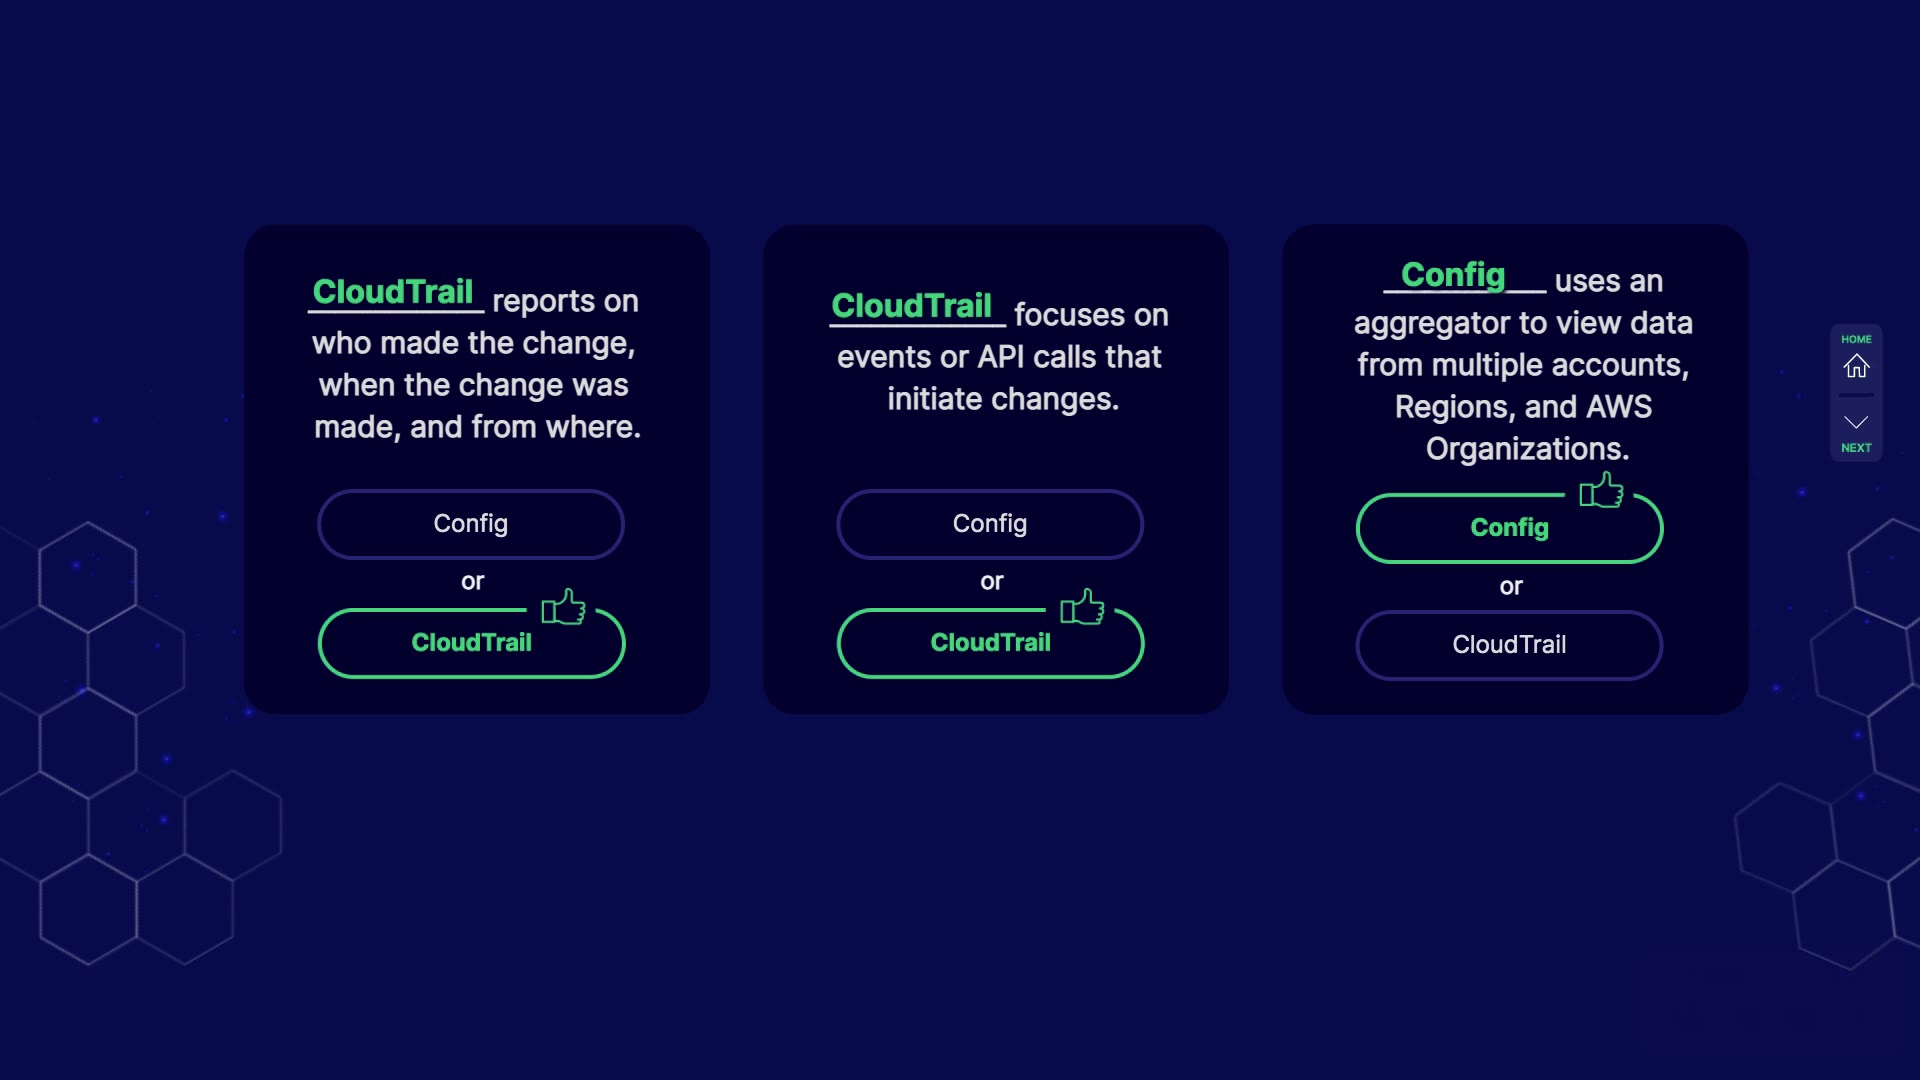 CloudTrail reports on
who made the change,
when the change was
made, and from where.
Config
or
CloudTrail
CloudTrail focuses on
events or API calls that
initiate changes.
Config
or
CloudTrail
Config uses an
aggregator to view data
from multiple accounts,
Regions, and AWS
Organizations.
Config
or
CloudTrail
HOME
NEXT